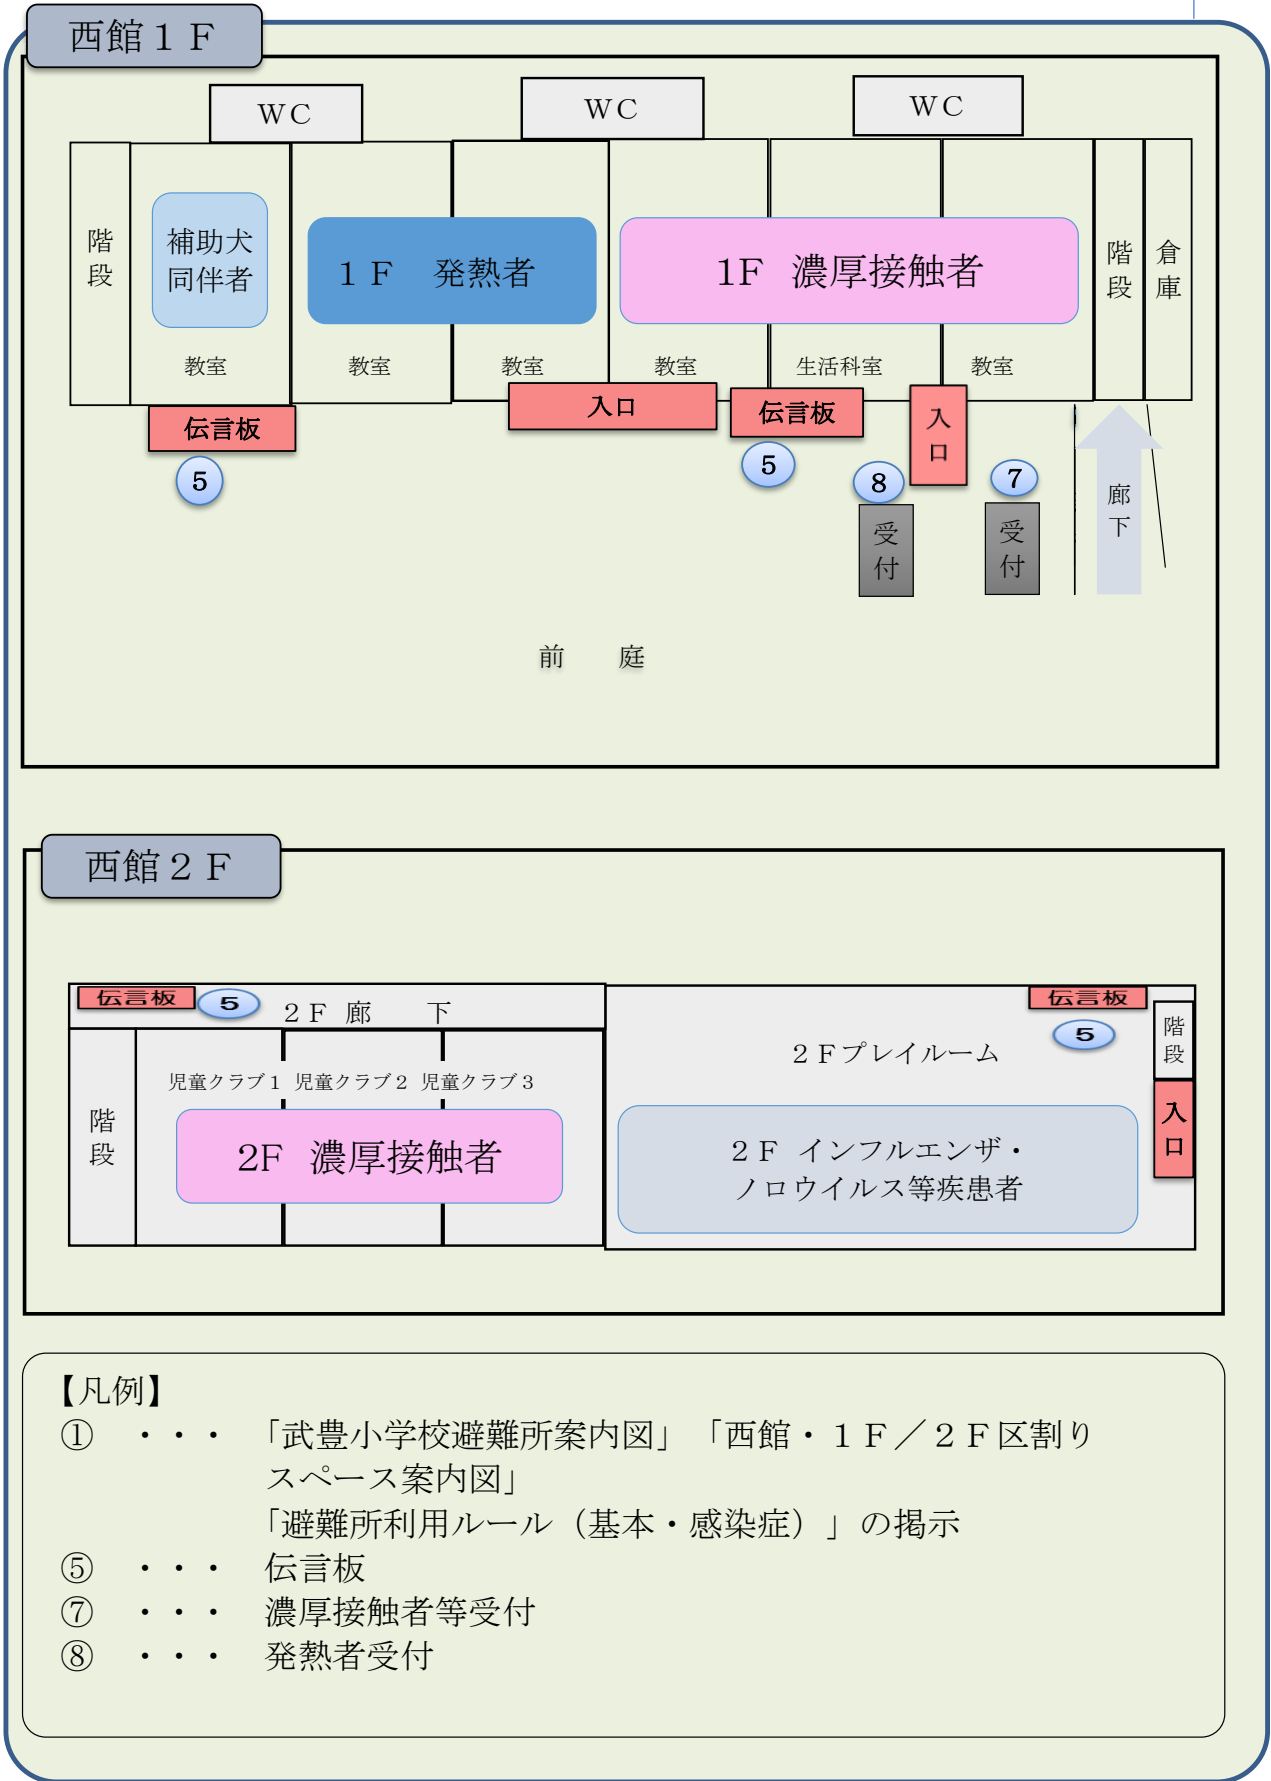 西館１Ｆ
ＷＣ
ＷＣ
ＷＣ
階段
補助犬
同伴者
１Ｆ　発熱者
1F 濃厚接触者
階段
倉庫
教室
教室
教室
教室
生活科室
教室
伝言板
入口
伝言板
入口
5
5
8
7
受付
受付
廊下
前　庭
西館２Ｆ
伝言板
5
２Ｆ 廊　下
伝言板
5
階段
２Ｆプレイルーム
児童クラブ１
児童クラブ２
児童クラブ３
階段
2F 濃厚接触者
２Ｆ インフルエンザ・
ノロウイルス等疾患者
入口
【凡例】
①　・・・　「武豊小学校避難所案内図」「西館・１Ｆ／２Ｆ区割り
スペース案内図」
「避難所利用ルール（基本・感染症）」の掲示
⑤　・・・　伝言板
⑦　・・・　濃厚接触者等受付
⑧　・・・　発熱者受付